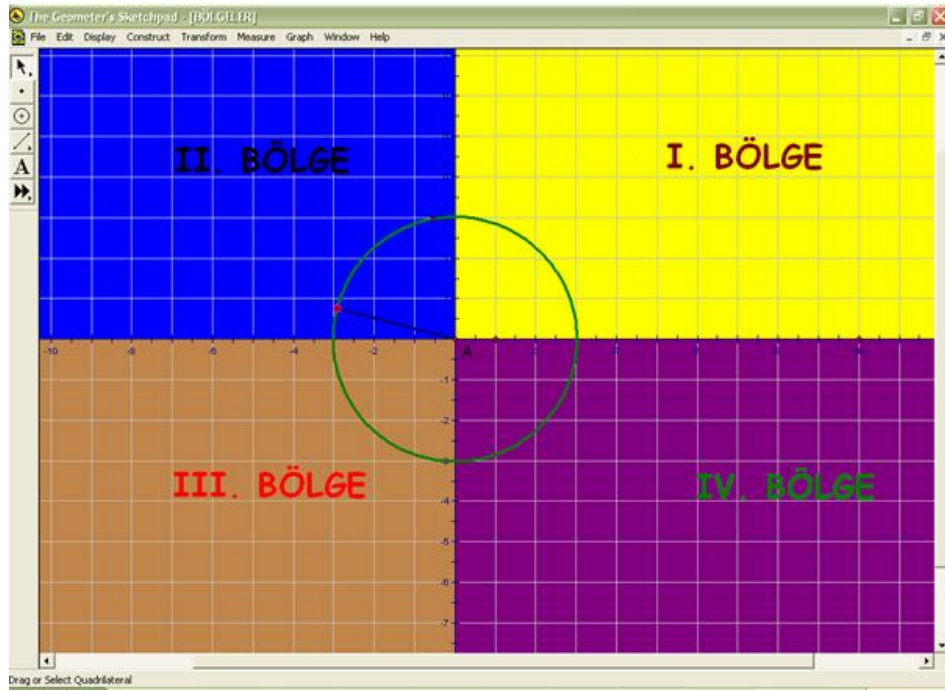 The Geometer's Sketchpad - [BÖLGELER]
File Edit Display Construct Transform Measure Graph Window Help
A
II. BÖLGE
I. BÖLGE
-10 -8 -6 -4 -2
A
-1
-2
-3
III. BÖLGE
IV. BÖLGE
-4
-5
-6
-7
Drag or Select Quadrilateral